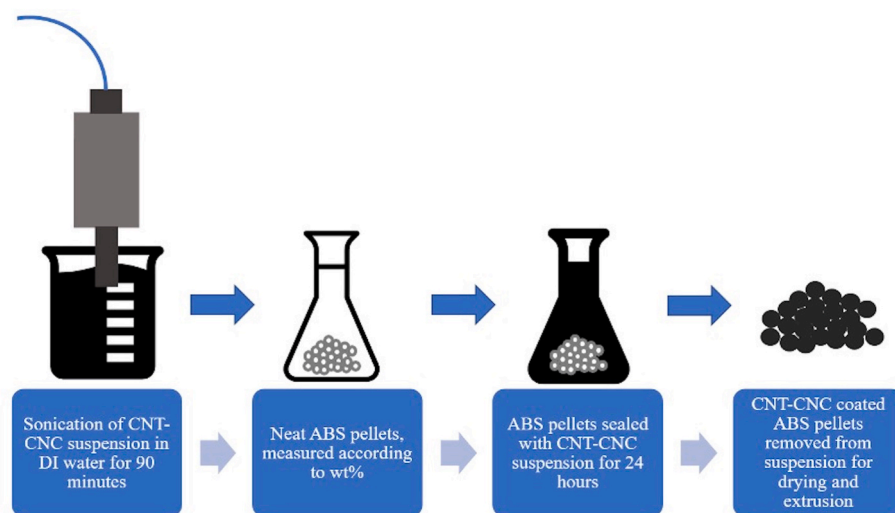 Sonication of CNT-
CNC suspension in
DI water for 90
minutes
Neat ABS pellets,
measured according
to wt%
ABS pellets sealed
with CNT-CNC
suspension for 24
hours
CNT-CNC coated
ABS pellets
removed from
suspension for
drying and
extrusion